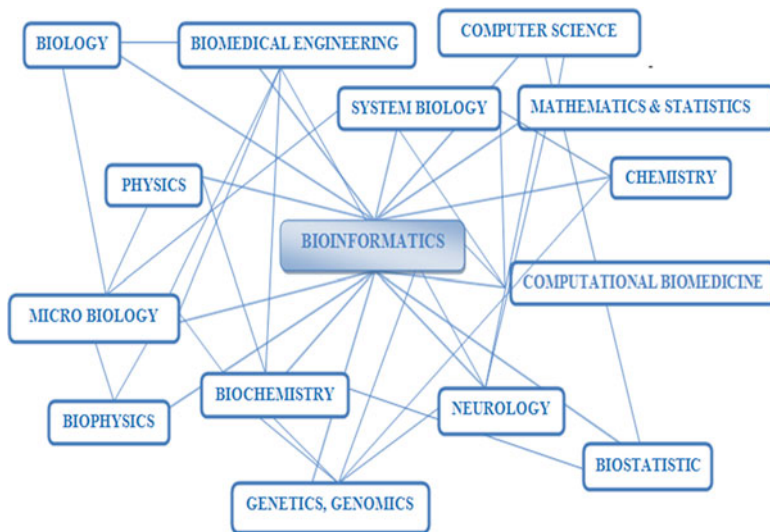 BIOLOGY
BIOMEDICAL ENGINEERING
COMPUTER SCIENCE
SYSTEM BIOLOGY
MATHEMATICS & STATISTICS
PHYSICS
CHEMISTRY
BIOINFORMATICS
COMPUTATIONAL BIOMEDICINE
MICRO BIOLOGY
BIOCHEMISTRY
NEUROLOGY
BIOPHYSICS
BIOSTATISTIC
GENETICS, GENOMICS